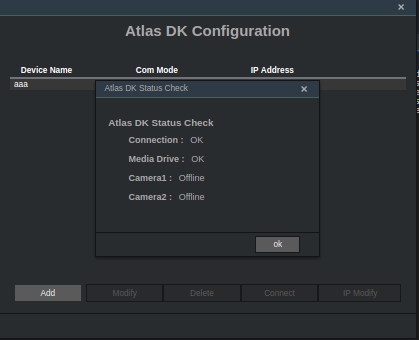 Atlas DK Configuration
Device Name Com Mode IP Address
aaa
Atlas DK Status Check
Atlas DK Status Check
Connection : OK
Media Drive : OK
Camera1 : Offline
Camera2 : Offline
ok
Add Modify Delete Connect IP Modify